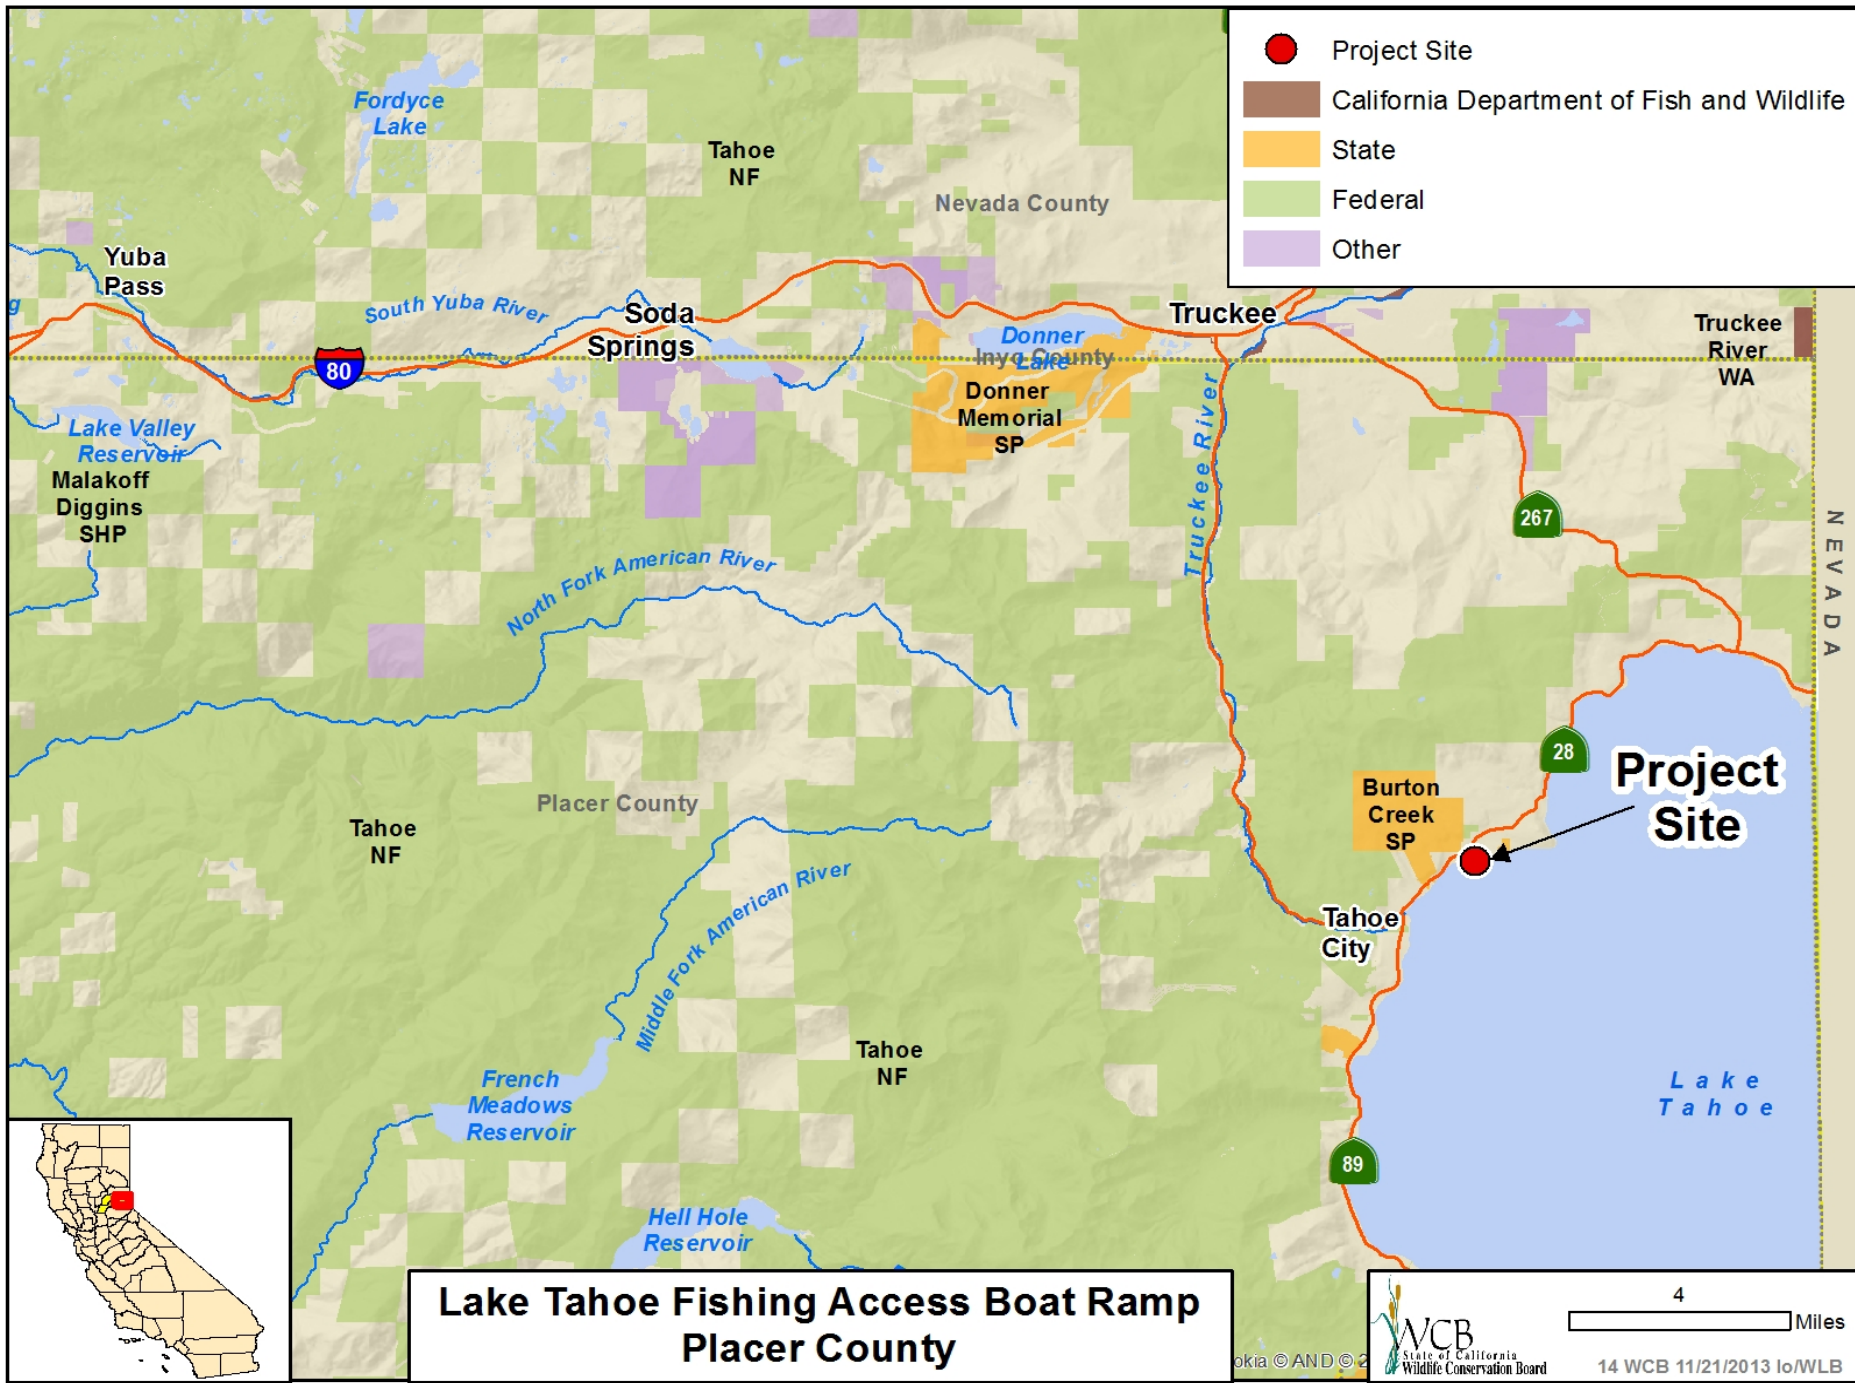 Project Site
California Department of Fish and Wildlife
State
Federal
Other
Fordyce
Lake
Tahoe
NF
Nevada County
Yuba
Pass
g
South Yuba River
Soda
Springs
Truckee
Donner
Lake
Inyo County
Truckee
River
WA
80
Donner
Memorial
SP
Truckee River
Lake Valley
Reservoir
Malakoff
Diggins
SHP
267
NEVADA
North Fork American River
28
Project
Site
Burton
Creek
SP
Placer County
Tahoe
NF
Middle Fork American River
Tahoe
City
Tahoe
NF
French
Meadows
Reservoir
Lake
Tahoe
89
Hell Hole
Reservoir
Lake Tahoe Fishing Access Boat Ramp
Placer County
okia © AND © 2
WCB
State of California
Wildlife Conservation Board
4
Miles
14 WCB 11/21/2013 lo/WLB